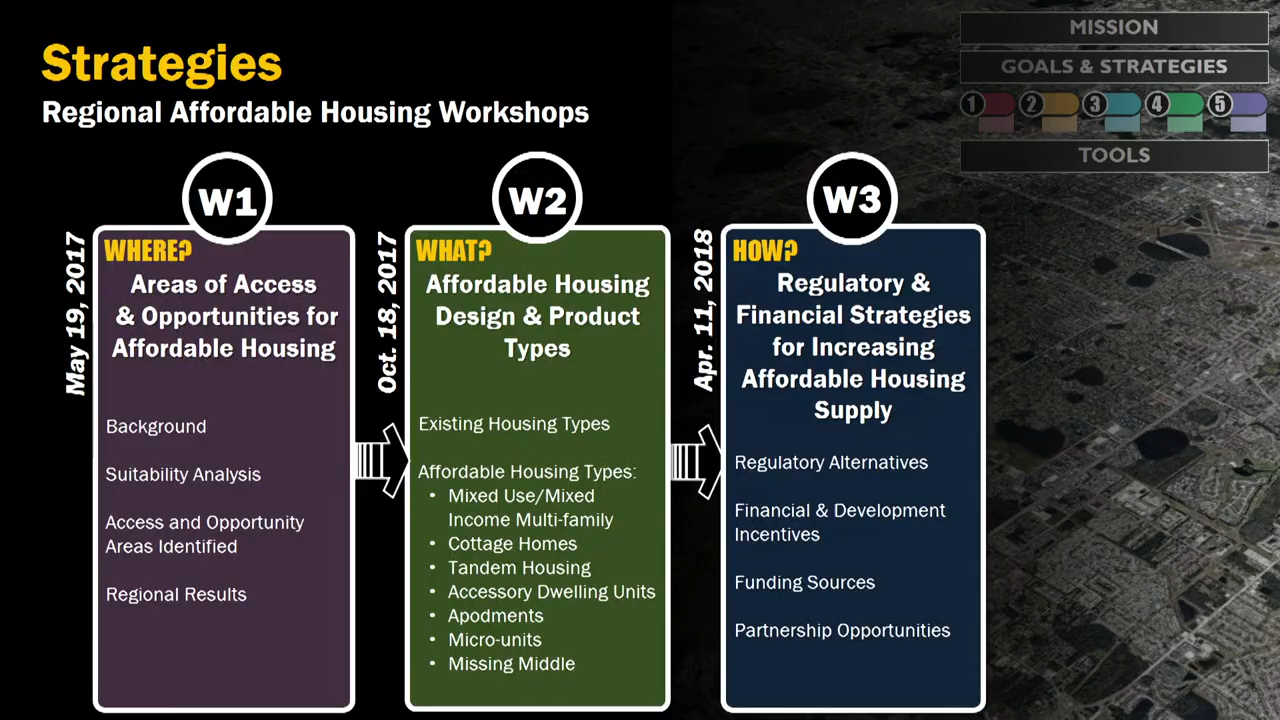 Strategies
Regional Affordable Housing Workshops
MISSION
GOALS & STRATEGIES
1 2 3 4 5
TOOLS
W1
May 19, 2017
WHERE?
Areas of Access
& Opportunities for
Affordable Housing
Background
Suitability Analysis
Access and Opportunity
Areas Identified
Regional Results
W2
Oct. 18, 2017
WHAT?
Affordable Housing
Design & Product
Types
Existing Housing Types
Affordable Housing Types:
• Mixed Use/Mixed
Income Multi-family
• Cottage Homes
• Tandem Housing
• Accessory Dwelling Units
• Apodments
• Micro-units
• Missing Middle
W3
Apr. 11, 2018
HOW?
Regulatory &
Financial Strategies
for Increasing
Affordable Housing
Supply
Regulatory Alternatives
Financial & Development
Incentives
Funding Sources
Partnership Opportunities